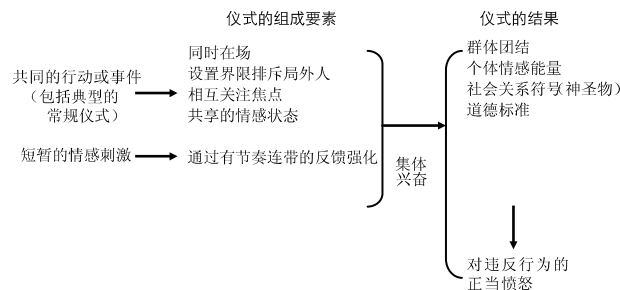 仪式的组成要素
仪式的结果
共同的行动或事件
（包括典型的
常规仪式）
短暂的情感刺激
同时在场
设置界限排斥局外人
相互关注焦点
共享的情感状态
通过有节奏连带的反馈强化
集体
兴奋
群体团结
个体情感能量
社会关系符号（神圣物）
道德标准
对违反行为的
正当愤怒